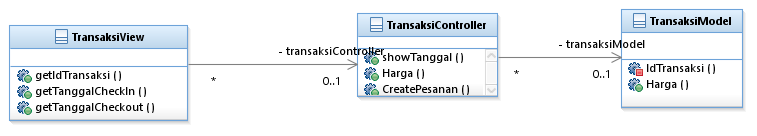 TransaksiView
getIdTransaksi ()
getTanggalCheckIn ()
getTanggalCheckout ()
- transaksiController
*
0..1
TransaksiController
showTanggal ()
Harga ()
CreatePesanan ()
- transaksiModel
*
0..1
TransaksiModel
IdTransaksi ()
Harga ()